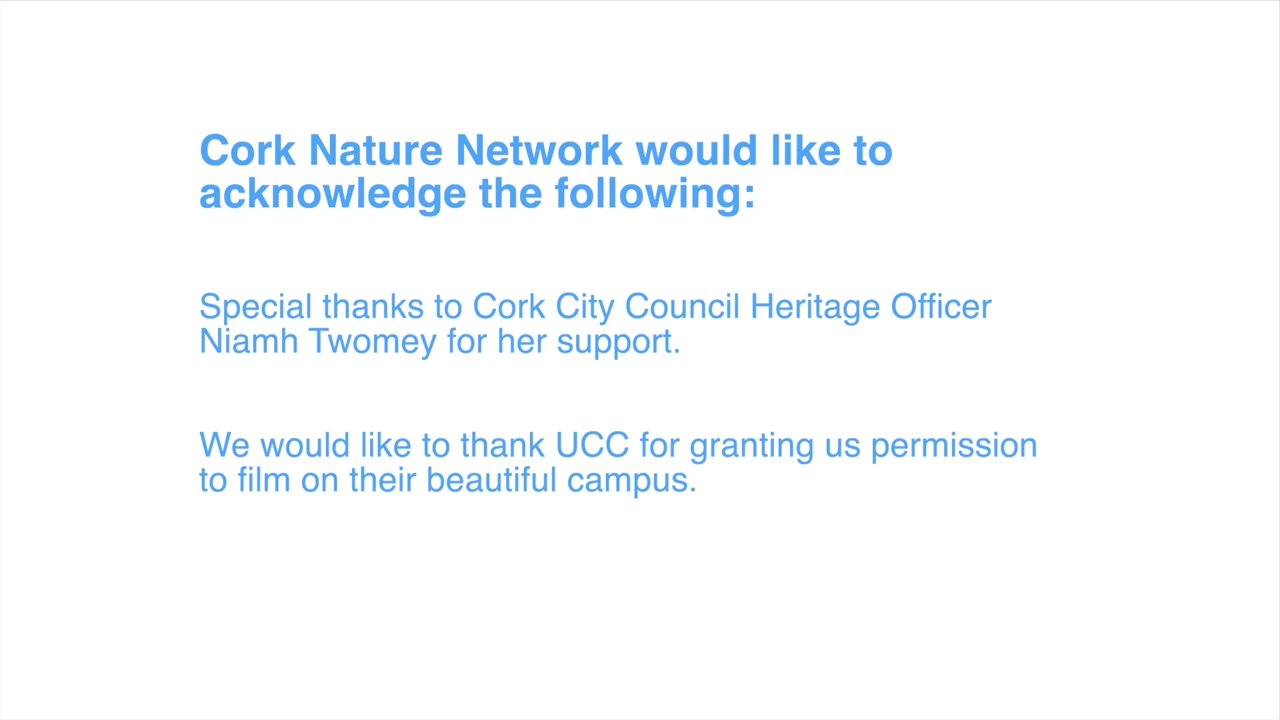 Cork Nature Network would like to
acknowledge the following:
Special thanks to Cork City Council Heritage Officer
Niamh Twomey for her support.
We would like to thank UCC for granting us permission
to film on their beautiful campus.